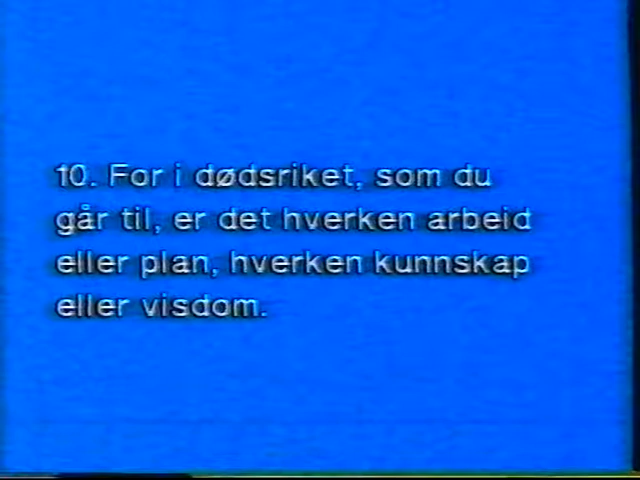 10. For i dødsriket, som du
går til, er det hverken arbeid
eller plan, hverken kunnskap
eller visdom.